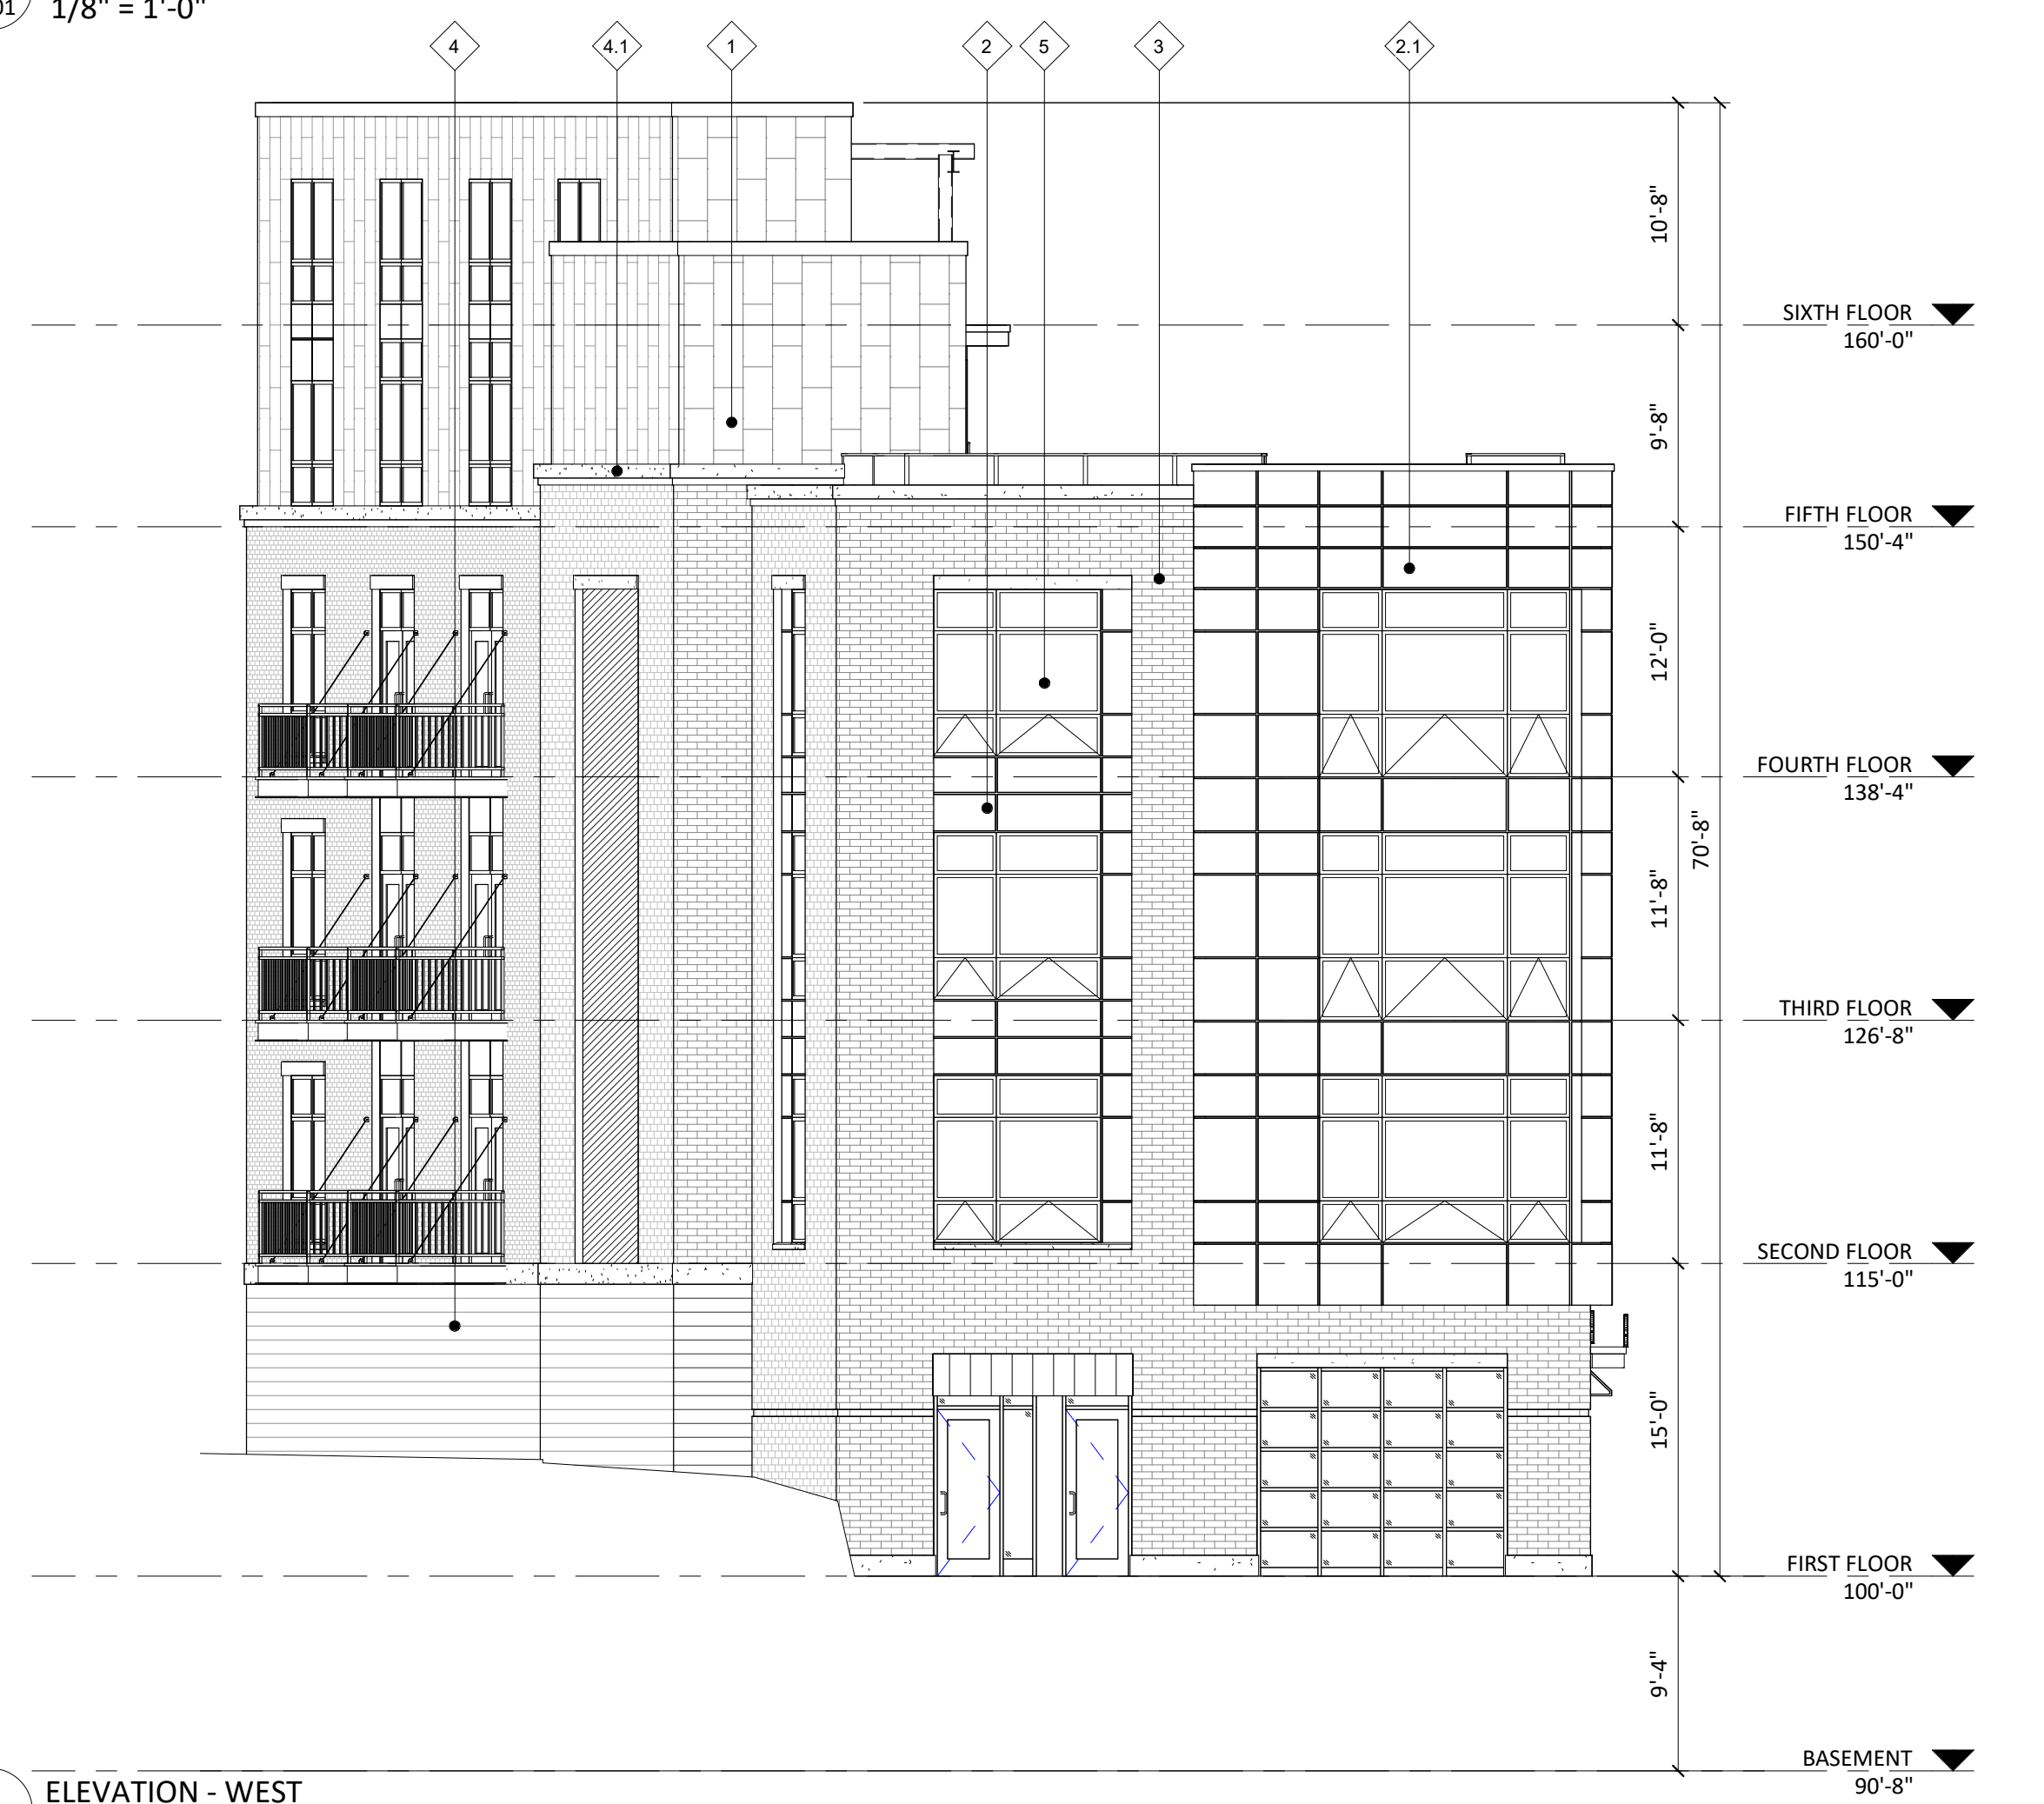 01
1/8" = 1'-0"
4
4.1
1
2
5
3
2.1
10'-8"
SIXTH FLOOR
160'-0"
9'-8"
FIFTH FLOOR
150'-4"
12'-0"
FOURTH FLOOR
138'-4"
70'-8"
11'-8"
THIRD FLOOR
126'-8"
11'-8"
SECOND FLOOR
115'-0"
15'-0"
FIRST FLOOR
100'-0"
9'-4"
BASEMENT
90'-8"
ELEVATION - WEST